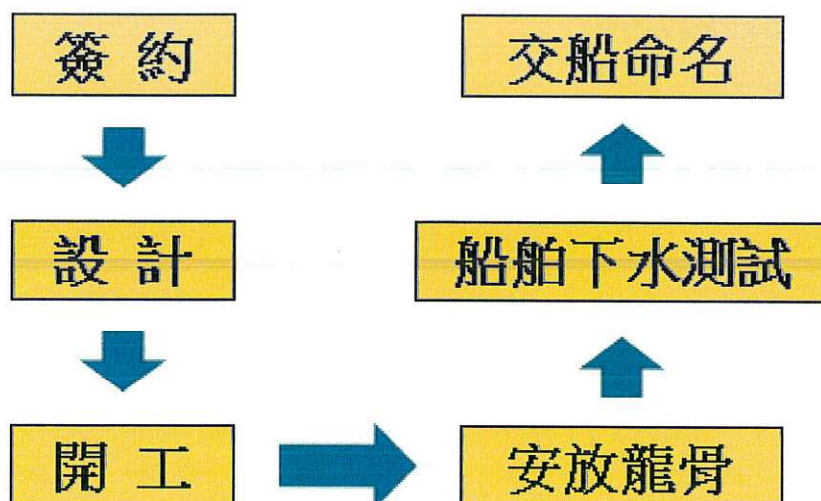 簽約
設計
開工
安放龍骨
船舶下水測試
交船命名